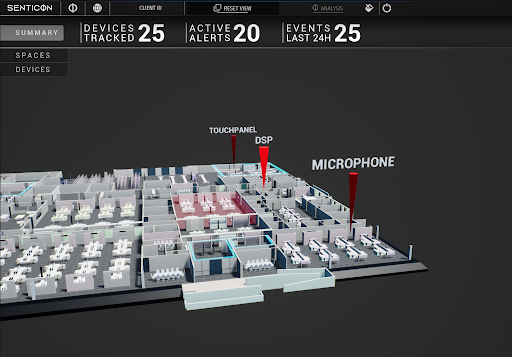 SENTICON
CLIENT ID
RESET VIEW
ANALYSIS
SUMMARY
DEVICES TRACKED 25
ACTIVE ALERTS 20
EVENTS LAST 24H 25
SPACES
DEVICES
TOUCHPANEL
DSP
MICROPHONE